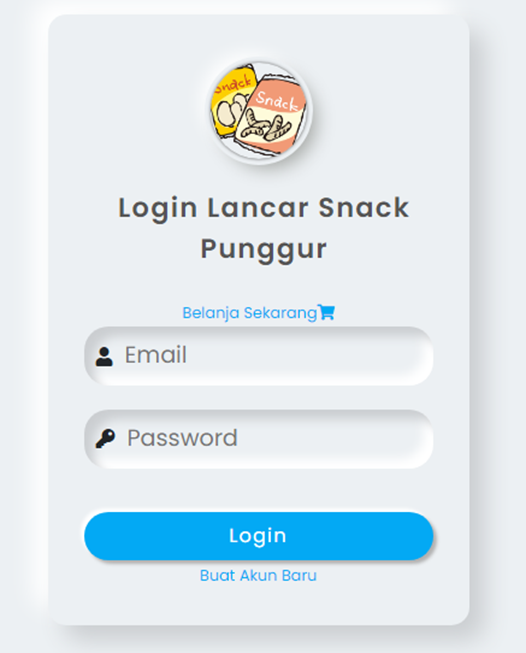 Snack
Snack
Login Lancar Snack
Punggur
Belanja Sekarang
Email
Password
Login
Buat Akun Baru